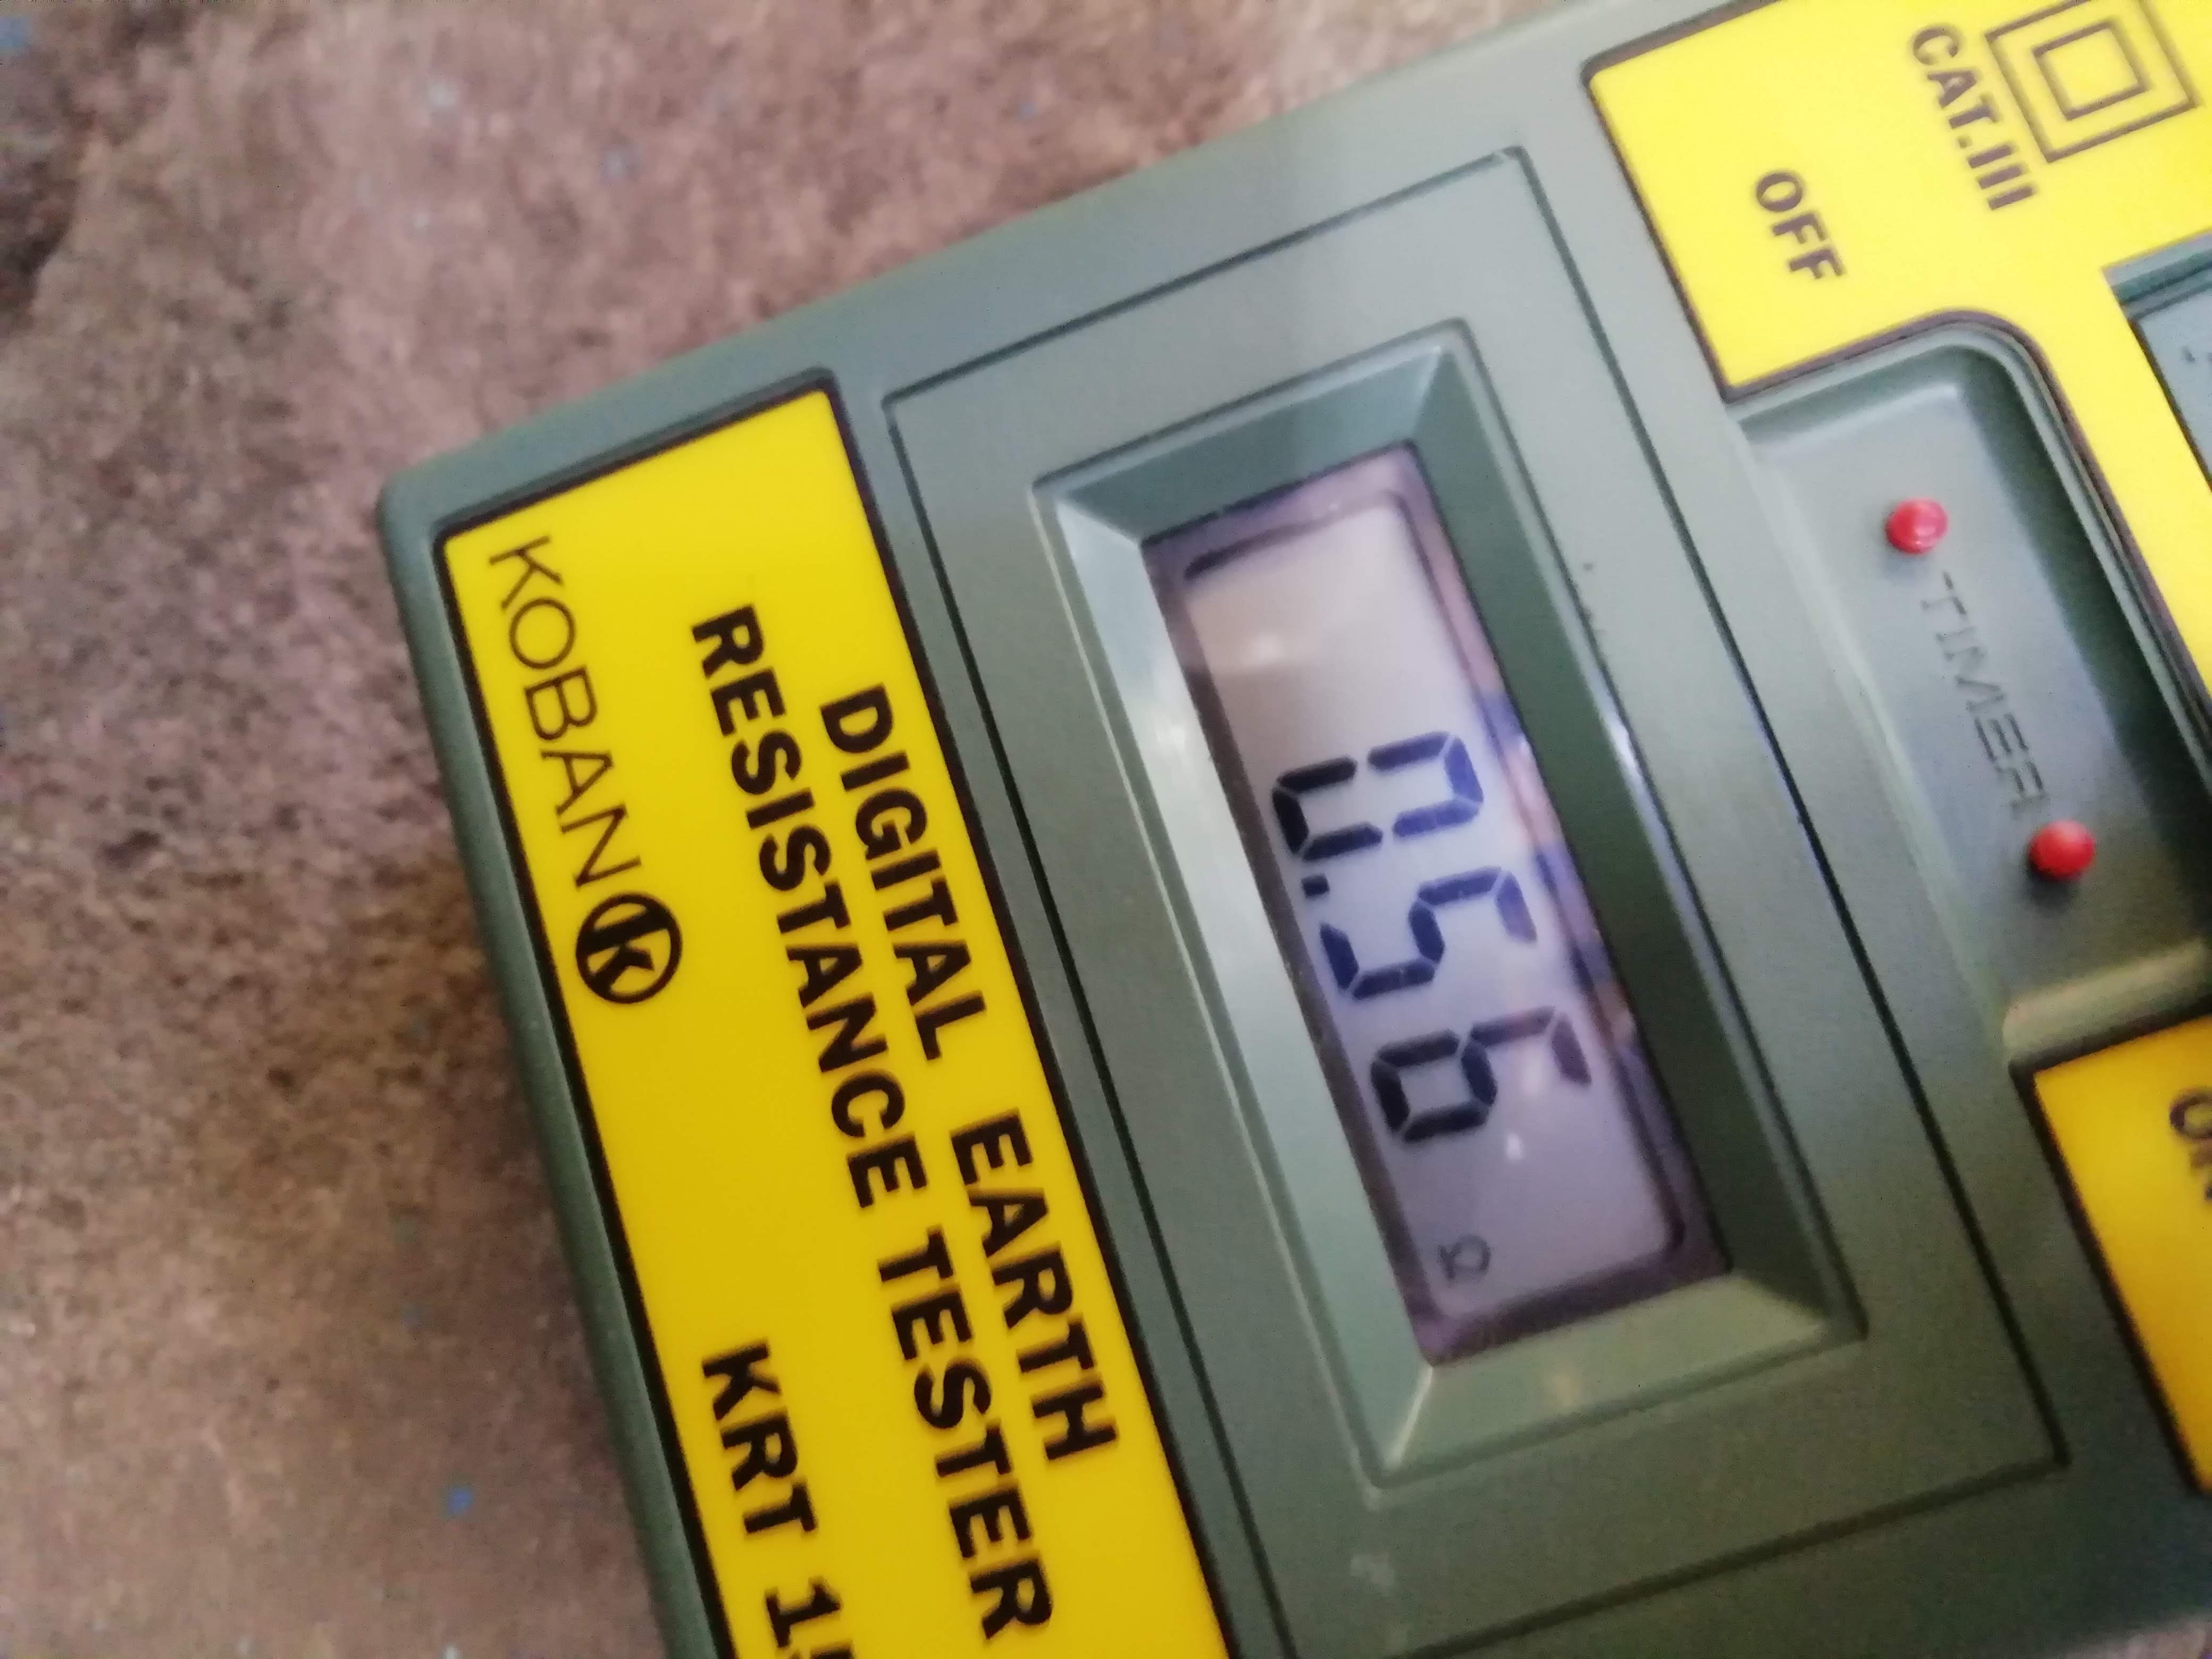 CAT.III
OFF
TIMER
0.56 Ω
DIGITAL EARTH
RESISTANCE TESTER
KOBAN k KRT